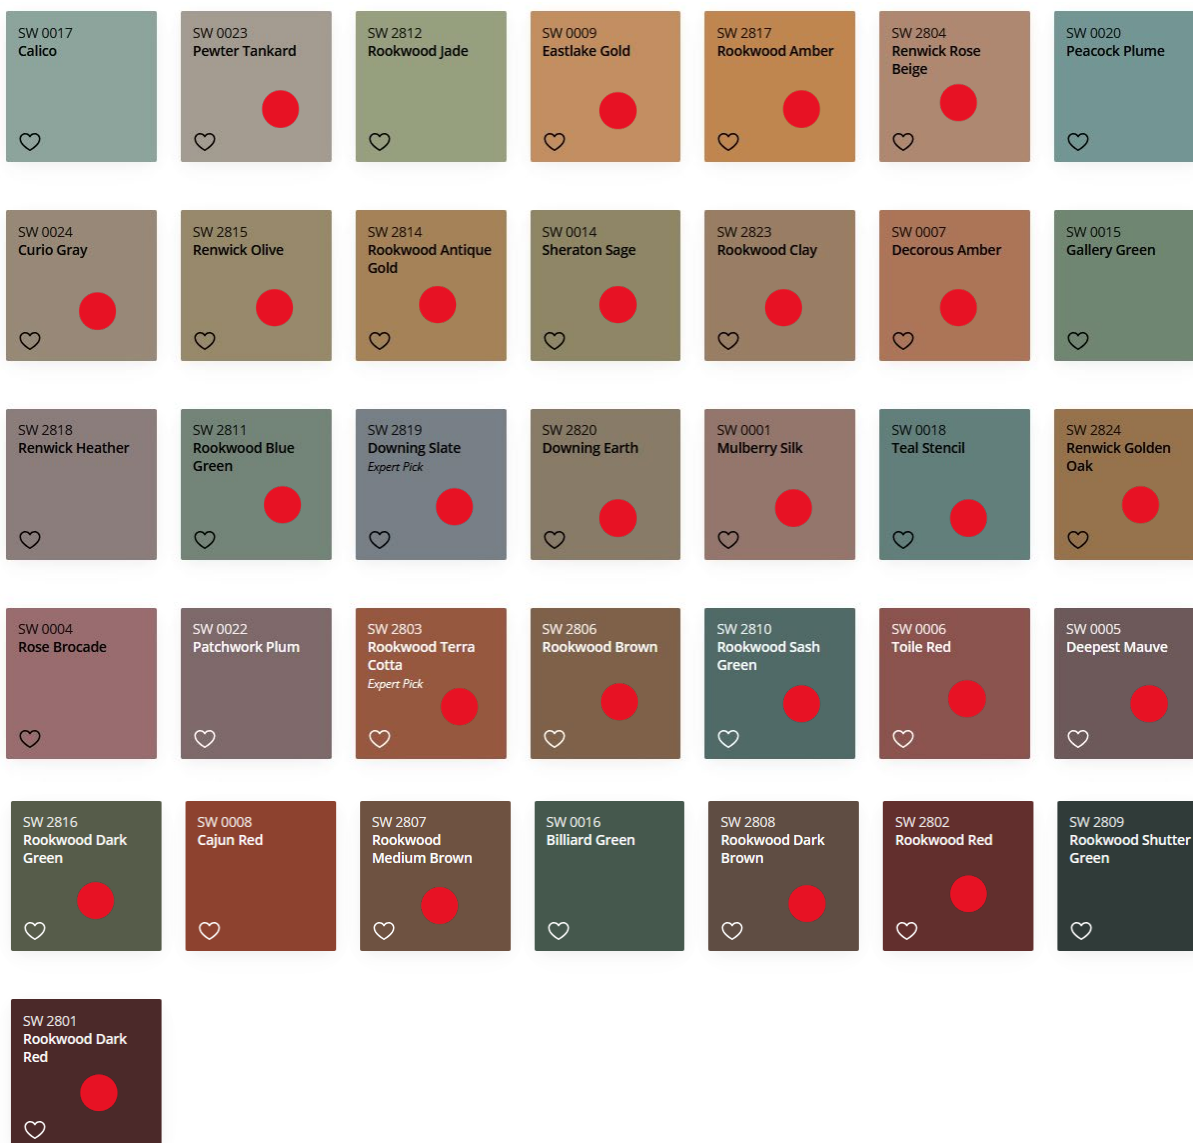 SW 0017
Calico
SW 0023
Pewter Tankard
SW 2812
Rookwood Jade
SW 0009
Eastlake Gold
SW 2817
Rookwood Amber
SW 2804
Renwick Rose
Beige
SW 0020
Peacock Plume
SW 0024
Curio Gray
SW 2815
Renwick Olive
SW 2814
Rookwood Antique
Gold
SW 0014
Sheraton Sage
SW 2823
Rookwood Clay
SW 0007
Decorous Amber
SW 0015
Gallery Green
SW 2818
Renwick Heather
SW 2811
Rookwood Blue
Green
SW 2819
Downing Slate
Expert Pick
SW 2820
Downing Earth
SW 0001
Mulberry Silk
SW 0018
Teal Stencil
SW 2824
Renwick Golden
Oak
SW 0004
Rose Brocade
SW 0022
Patchwork Plum
SW 2803
Rookwood Terra
Cotta
Expert Pick
SW 2806
Rookwood Brown
SW 2810
Rookwood Sash
Green
SW 0006
Toile Red
SW 0005
Deepest Mauve
SW 2816
Rookwood Dark
Green
SW 0008
Cajun Red
SW 2807
Rookwood
Medium Brown
SW 0016
Billiard Green
SW 2808
Rookwood Dark
Brown
SW 2802
Rookwood Red
SW 2809
Rookwood Shutter
Green
SW 2801
Rookwood Dark
Red